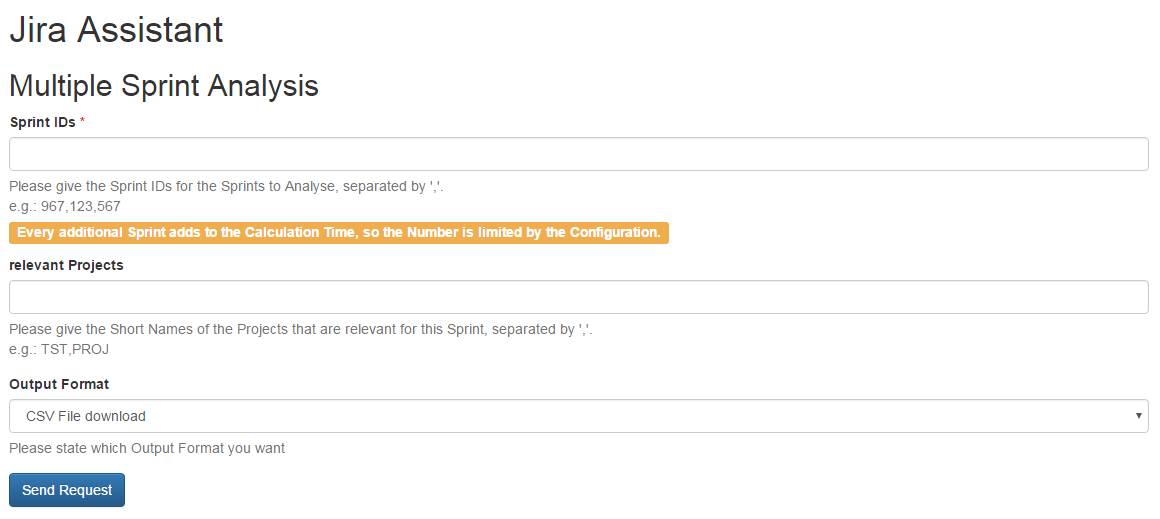 Jira Assistant
Multiple Sprint Analysis
Sprint IDs *
Please give the Sprint IDs for the Sprints to Analyse, separated by ','.
e.g.: 967,123,567
Every additional Sprint adds to the Calculation Time, so the Number is limited by the Configuration.
relevant Projects
Please give the Short Names of the Projects that are relevant for this Sprint, separated by ','.
e.g.: TST,PROJ
Output Format
CSV File download
Please state which Output Format you want
Send Request